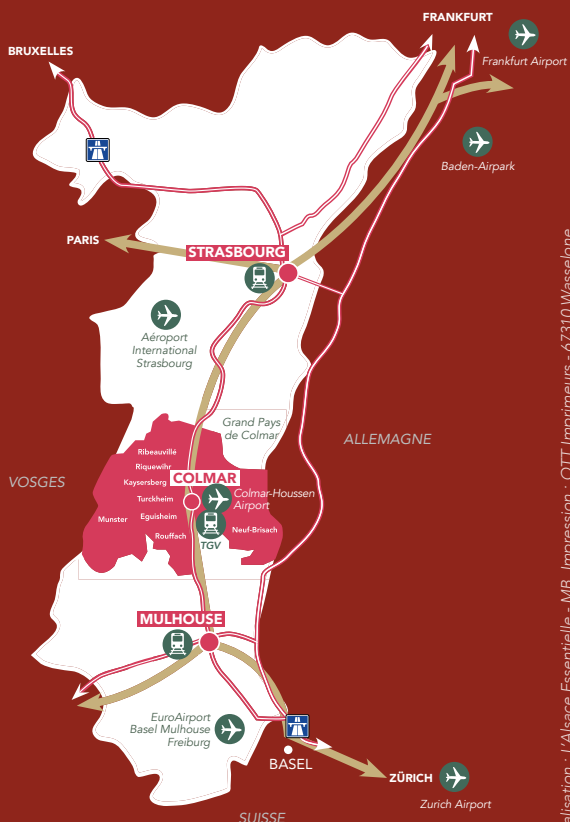 FRANKFURT
Frankfurt Airport
BRUXELLES
Baden-Airpark
PARIS
STRASBOURG
Aéroport
International
Strasbourg
Grand Pays
de Colmar
ALLEMAGNE
VOSGES
Ribeauvillé
Riquewihr
Kaysersberg
COLMAR
Turckheim
Colmar-Houssen
Airport
Munster
Eguisheim
Rouffach
Neuf-Brisach
TGV
MULHOUSE
EuroAirport
Basel Mulhouse
Freiburg
BASEL
ZÜRICH
Zurich Airport
SUISSE
alisation : L'Alsace Essentielle - MB Impression : OTT Imprimeurs - 67310 Wasselonne